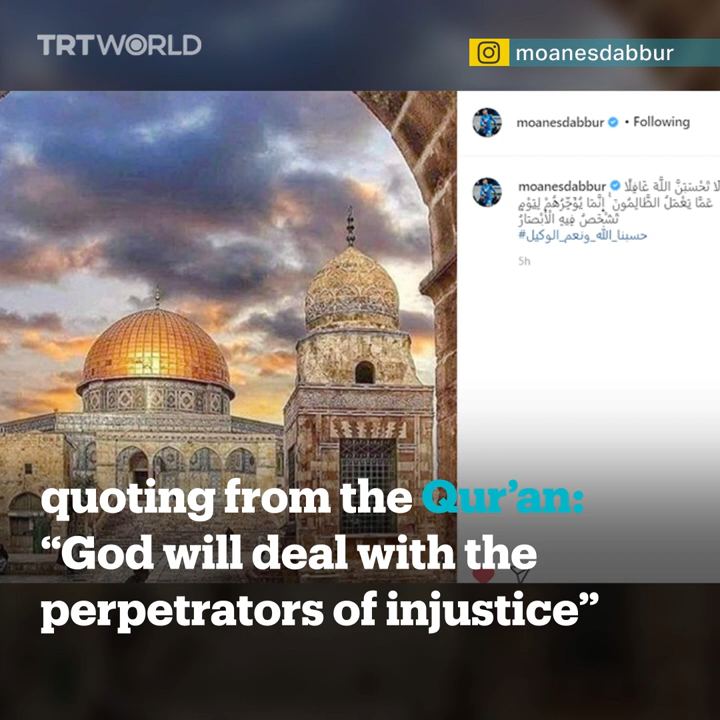 TRTWORLD
moanesdabbur
moanesdabbur • Following
moanesdabbur لَا تَحْسَبَنَّ اللَّهَ غَافِلًا
عَمَّا يَعْمَلُ الظَّالِمُونَ ۚ إِنَّمَا يُؤَخِّرُهُمْ لِيَوْمٍ
تَشْخَصُ فِيهِ الْأَبْصَارُ
#حسبنا_الله_ونعم_الوكيل
5h
quoting from the Qur’an:
“God will deal with the
perpetrators of injustice”